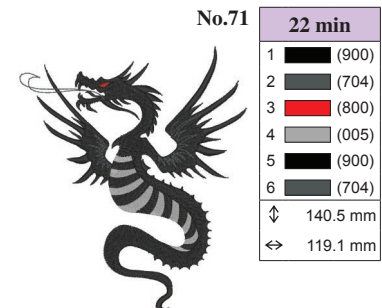 No.71
22 min
1 (900)
2 (704)
3 (800)
4 (005)
5 (900)
6 (704)
↕ 140.5 mm
↔ 119.1 mm